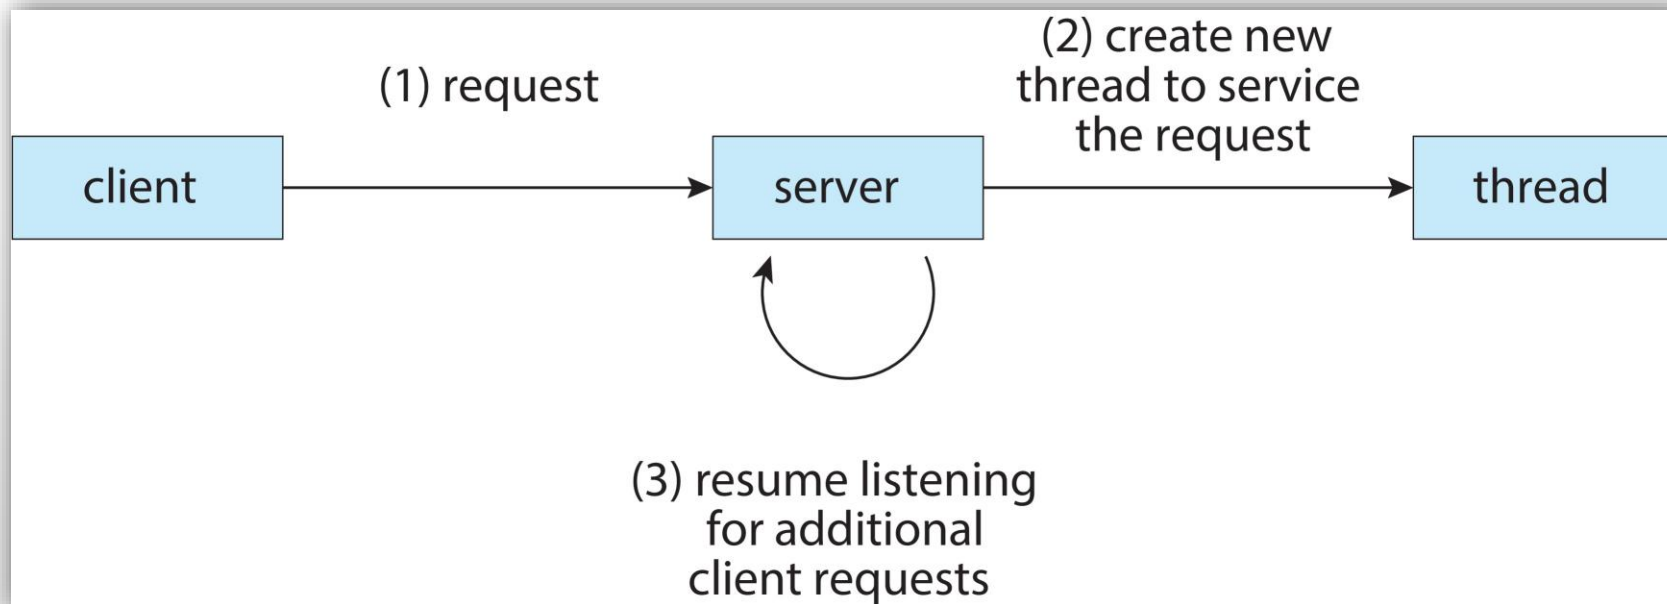 (1) request
(2) create new
thread to service
the request
client
server
thread
(3) resume listening
for additional
client requests